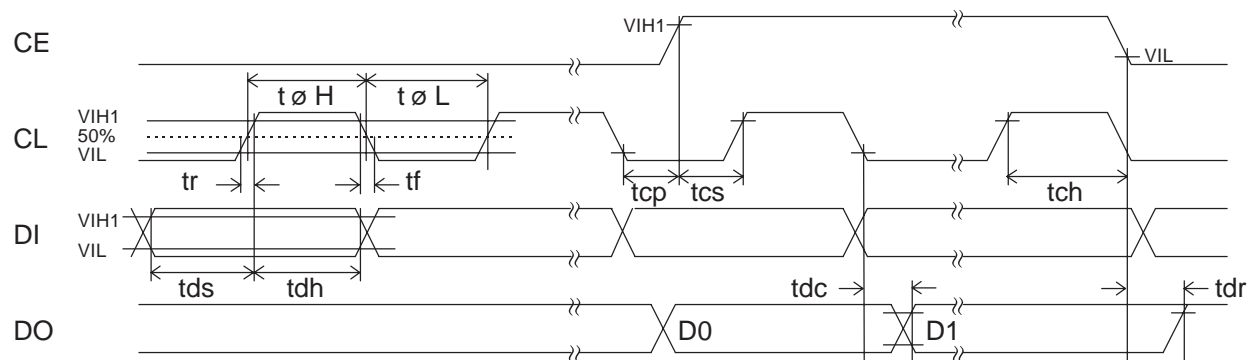 CE
VIH1
VIL
t ø H
t ø L
CL
VIH1
50%
VIL
tr
tf
tcp
tcs
tch
DI
VIH1
VIL
tds
tdh
tdc
tdr
DO
D0
D1